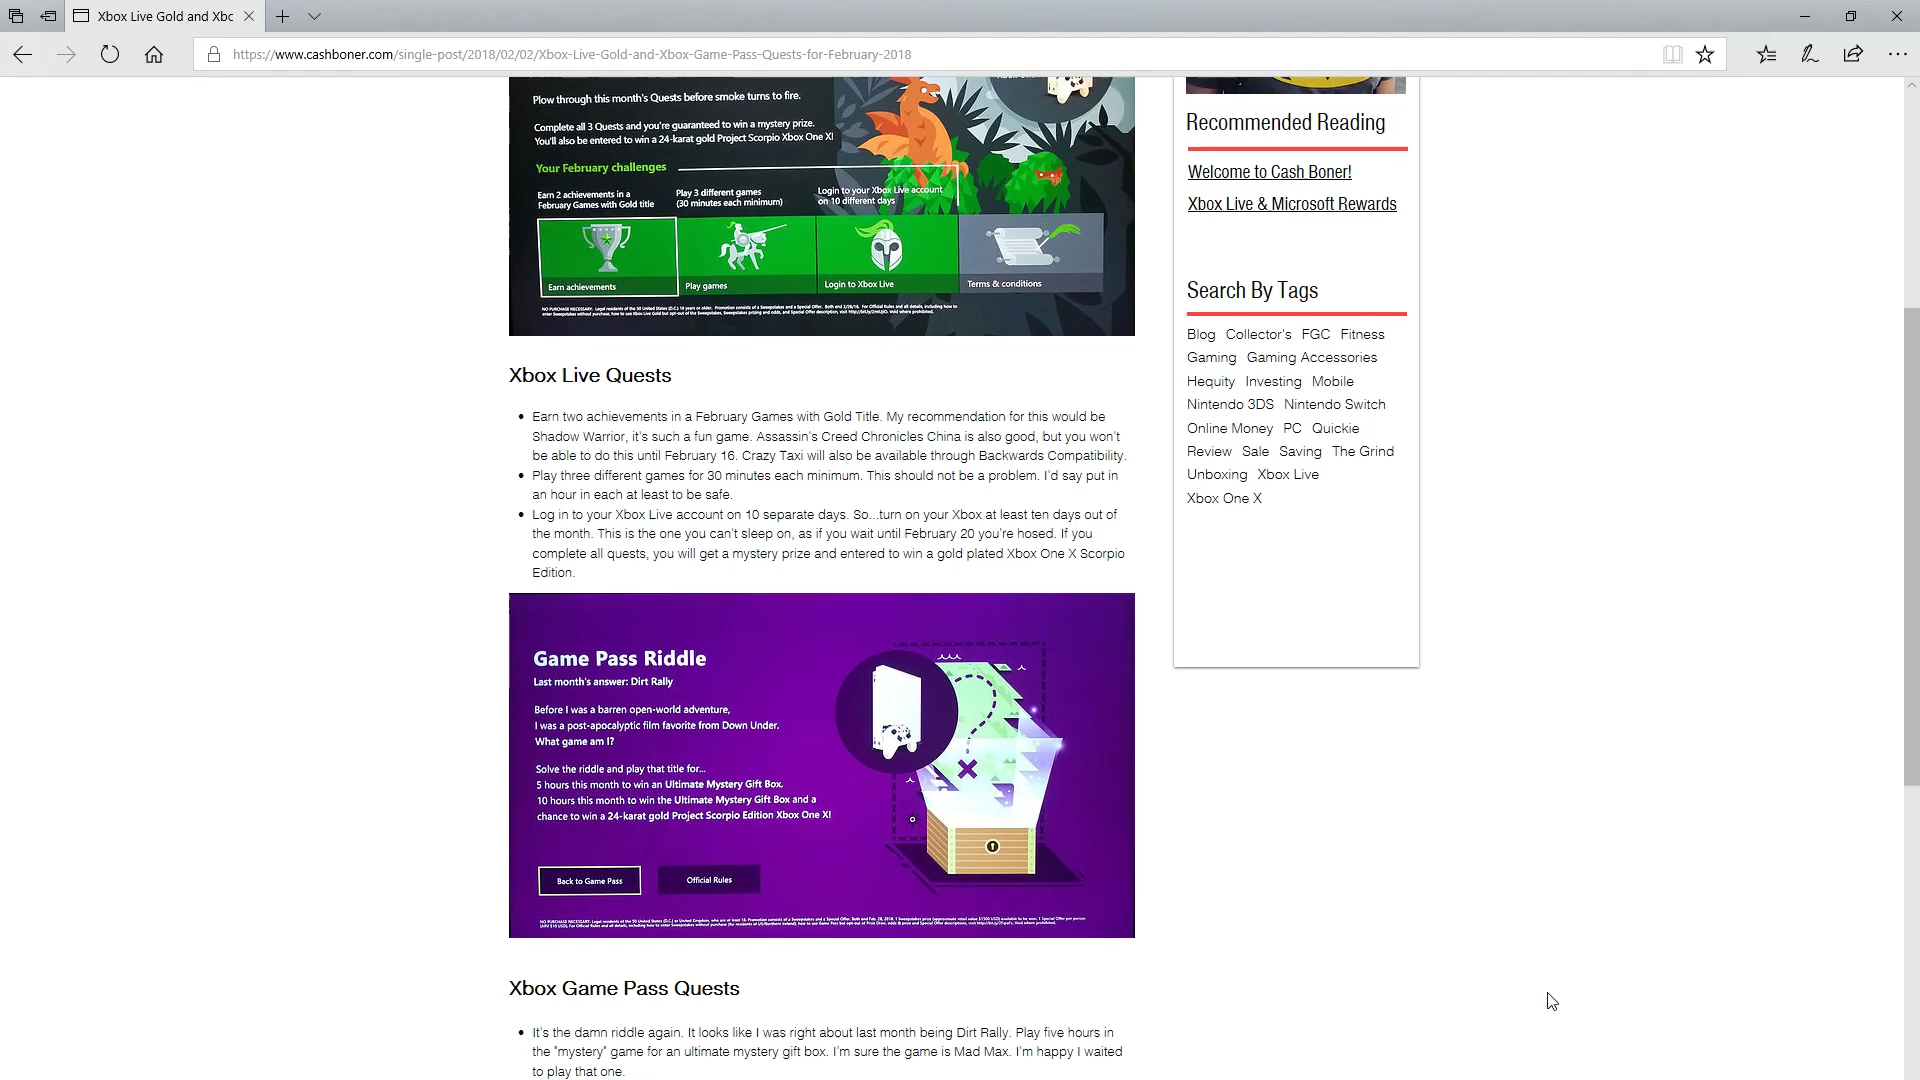 Xbox Live Gold and Xbc
https://www.cashboner.com/single-post/2018/02/02/Xbox-Live-Gold-and-Xbox-Game-Pass-Quests-for-February-2018
Plow through this month's Quests before smoke turns to fire.
Complete all 3 Quests and you're guaranteed to win a mystery prize.
You'll also be entered to win a 24-karat gold Project Scorpio Xbox One X!
Your February challenges
Earn 2 achievements in a
February Games with Gold title
Play 3 different games
(30 minutes each minimum)
Login to your Xbox Live account
on 10 different days
Earn achievements
Play games
Login to Xbox Live
Terms & conditions
Xbox Live Quests
• Earn two achievements in a February Games with Gold Title. My recommendation for this would be
Shadow Warrior, it's such a fun game. Assassin's Creed Chronicles China is also good, but you won't
be able to do this until February 16. Crazy Taxi will also be available through Backwards Compatibility.
• Play three different games for 30 minutes each minimum. This should not be a problem. I'd say put in
an hour in each at least to be safe.
• Log in to your Xbox Live account on 10 separate days. So...turn on your Xbox at least ten days out of
the month. This is the one you can't sleep on, as if you wait until February 20 you're hosed. If you
complete all quests, you will get a mystery prize and entered to win a gold plated Xbox One X Scorpio
Edition.
Game Pass Riddle
Last month's answer: Dirt Rally
Before I was a barren open-world adventure,
I was a post-apocalyptic film favorite from Down Under.
What game am I?
Solve the riddle and play that title for...
5 hours this month to win an Ultimate Mystery Gift Box.
10 hours this month to win the Ultimate Mystery Gift Box and a
chance to win a 24-karat gold Project Scorpio Edition Xbox One X!
Back to Game Pass
Official Rules
Xbox Game Pass Quests
• It's the damn riddle again. It looks like I was right about last month being Dirt Rally. Play five hours in
the "mystery" game for an ultimate mystery gift box. I'm sure the game is Mad Max. I'm happy I waited
to play that one.
Recommended Reading
Welcome to Cash Boner!
Xbox Live & Microsoft Rewards
Search By Tags
Blog Collector's FGC Fitness
Gaming Gaming Accessories
Hequity Investing Mobile
Nintendo 3DS Nintendo Switch
Online Money PC Quickie
Review Sale Saving The Grind
Unboxing Xbox Live
Xbox One X